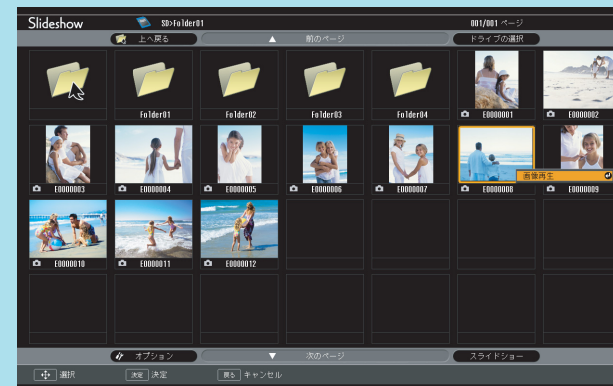 Slideshow SD>Folder01 001/001 ページ
上へ戻る 前のページ ドライブの選択
Folder01 Folder02 Folder03 Folder04 E0000001 E0000002
E0000003 E0000004 E0000005 E0000006 E0000007 E0000008 E0000009
画像再生
E0000010 E0000011 E0000012
オプション 次のページ スライドショー
選択 決定 決定 戻る キャンセル